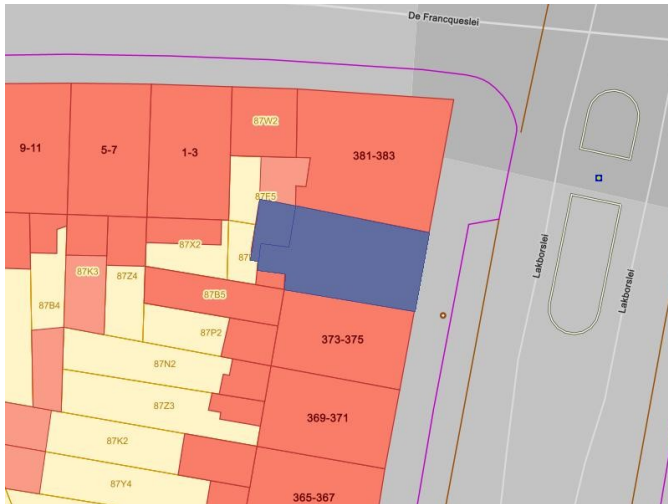 De Francqueslei
87W2
9-11
5-7
1-3
381-383
87E5
87X2
87K3
87Z4
87B4
87B5
87P2
373-375
87N2
87Z3
369-371
87K2
87Y4
365-367
Lakborslei
Lakborslei